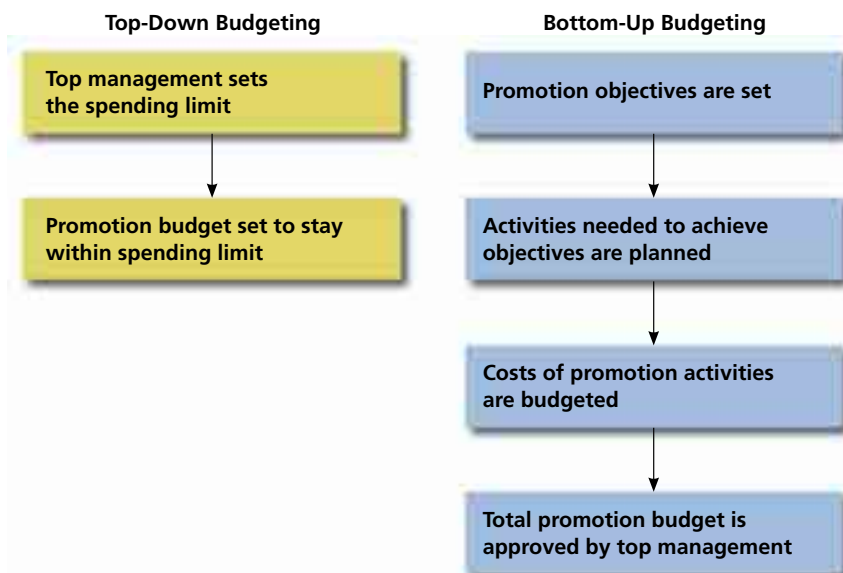 Top-Down Budgeting
Top management sets
the spending limit
Promotion budget set to stay
within spending limit
Bottom-Up Budgeting
Promotion objectives are set
Activities needed to achieve
objectives are planned
Costs of promotion activities
are budgeted
Total promotion budget is
approved by top management